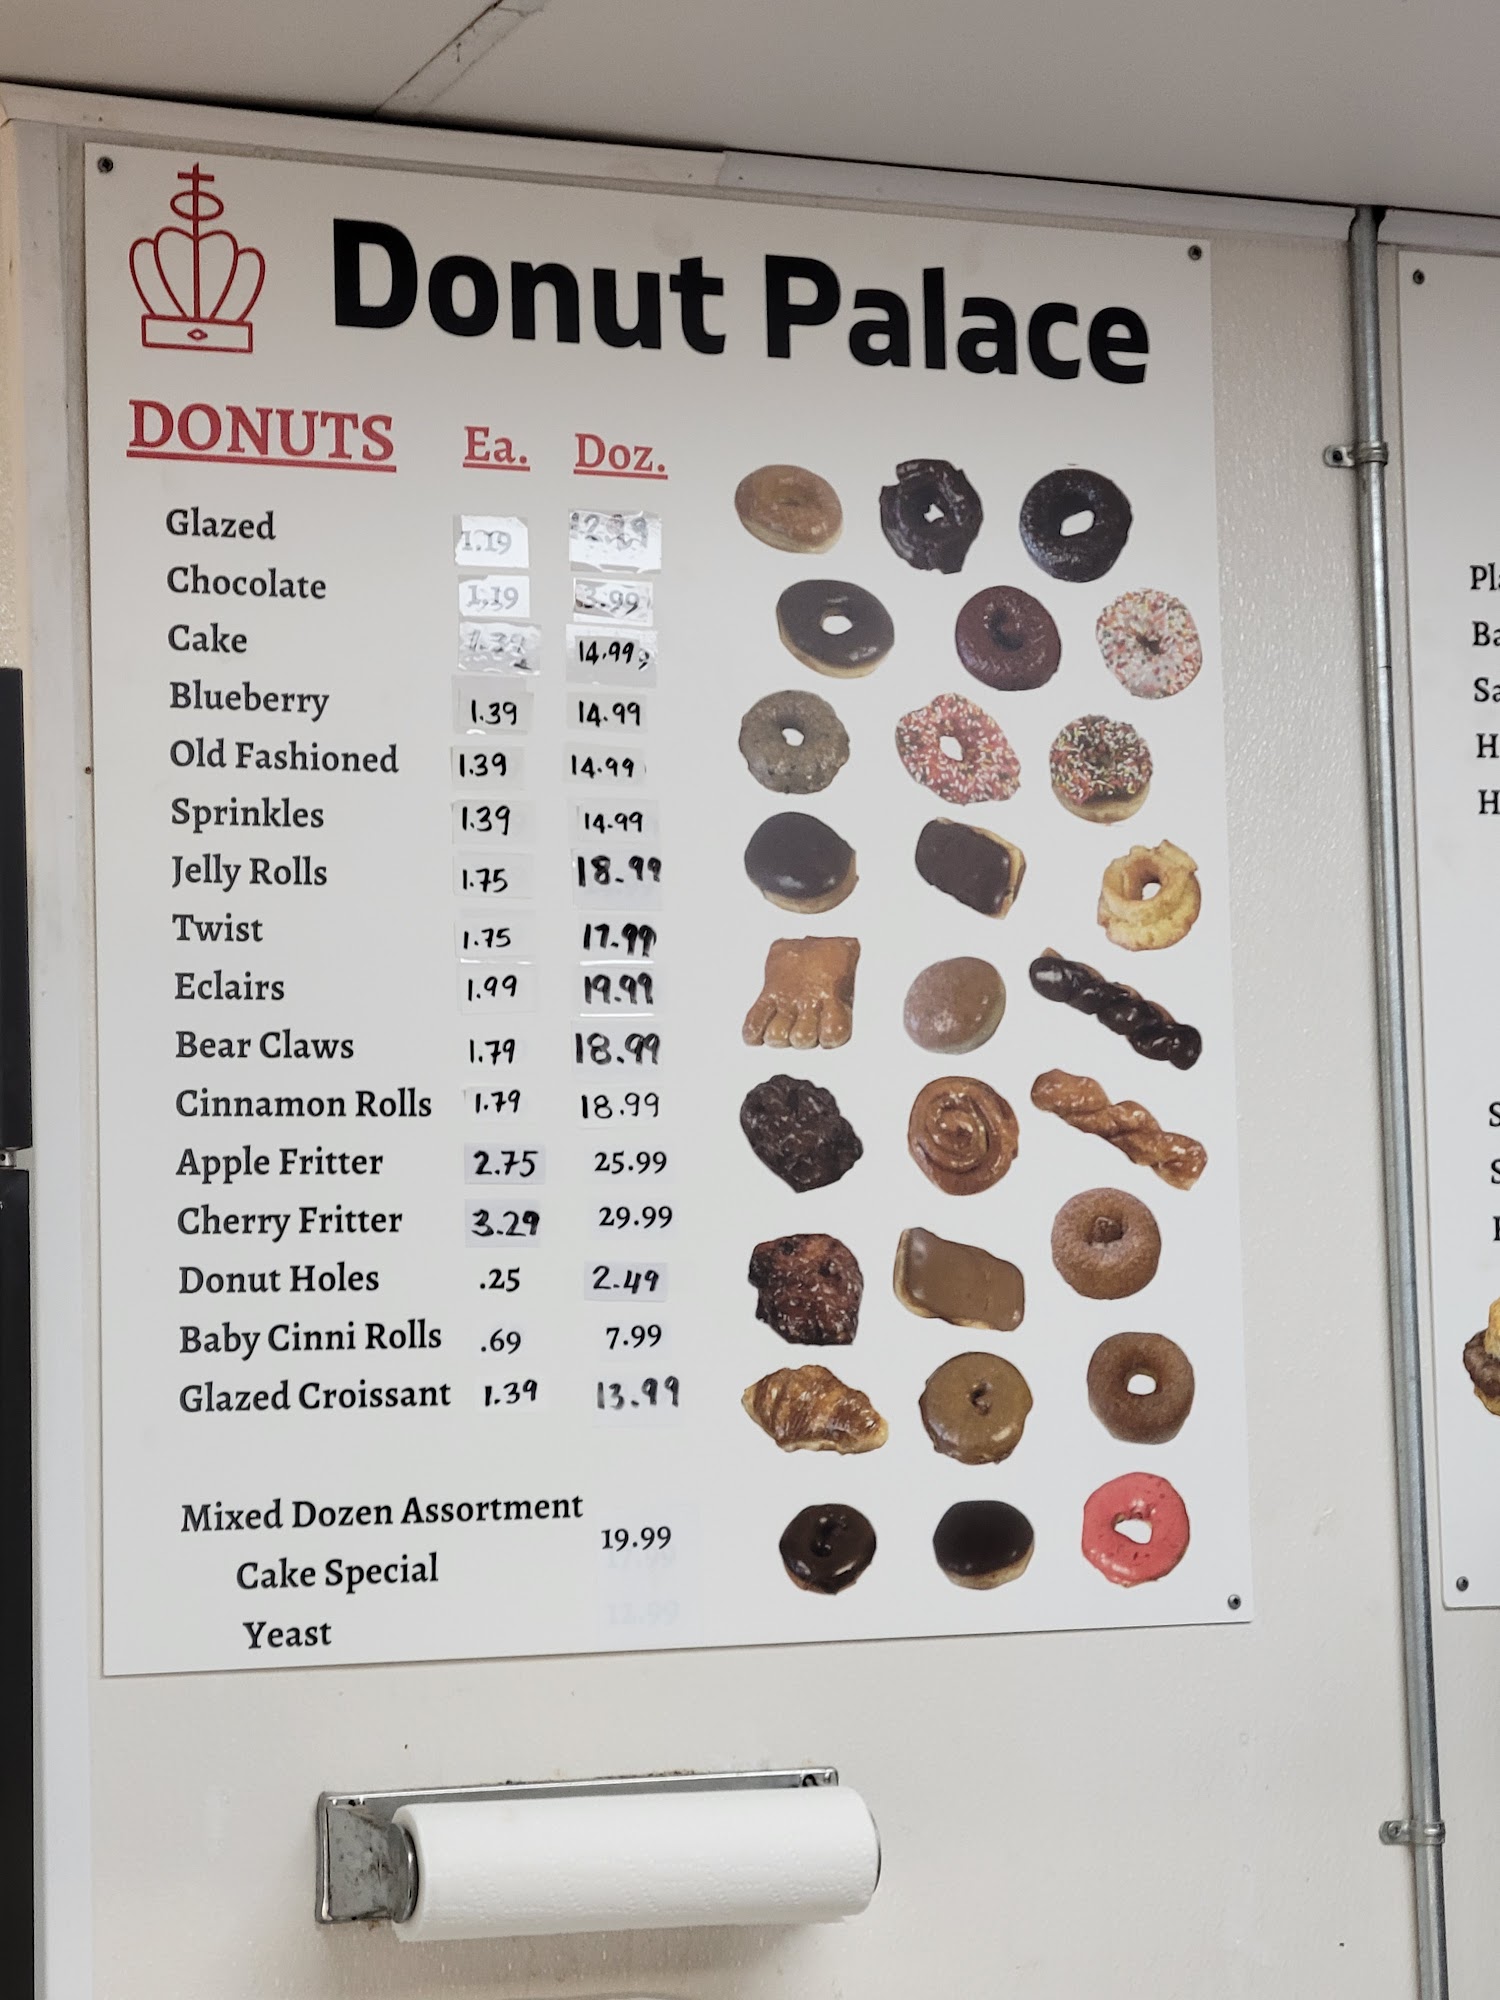 Donut Palace
DONUTS Ea. Doz.
Glazed 1.19
Chocolate 1.19
Cake 14.99
Blueberry 1.39 14.99
Old Fashioned 1.39 14.99
Sprinkles 1.39 14.99
Jelly Rolls 1.75 18.99
Twist 1.75 17.99
Eclairs 1.99 19.99
Bear Claws 1.79 18.99
Cinnamon Rolls 1.79 18.99
Apple Fritter 2.75 25.99
Cherry Fritter 3.29 29.99
Donut Holes .25 2.49
Baby Cinni Rolls .69 7.99
Glazed Croissant 1.39 13.99
Mixed Dozen Assortment 19.99
Cake Special
Yeast